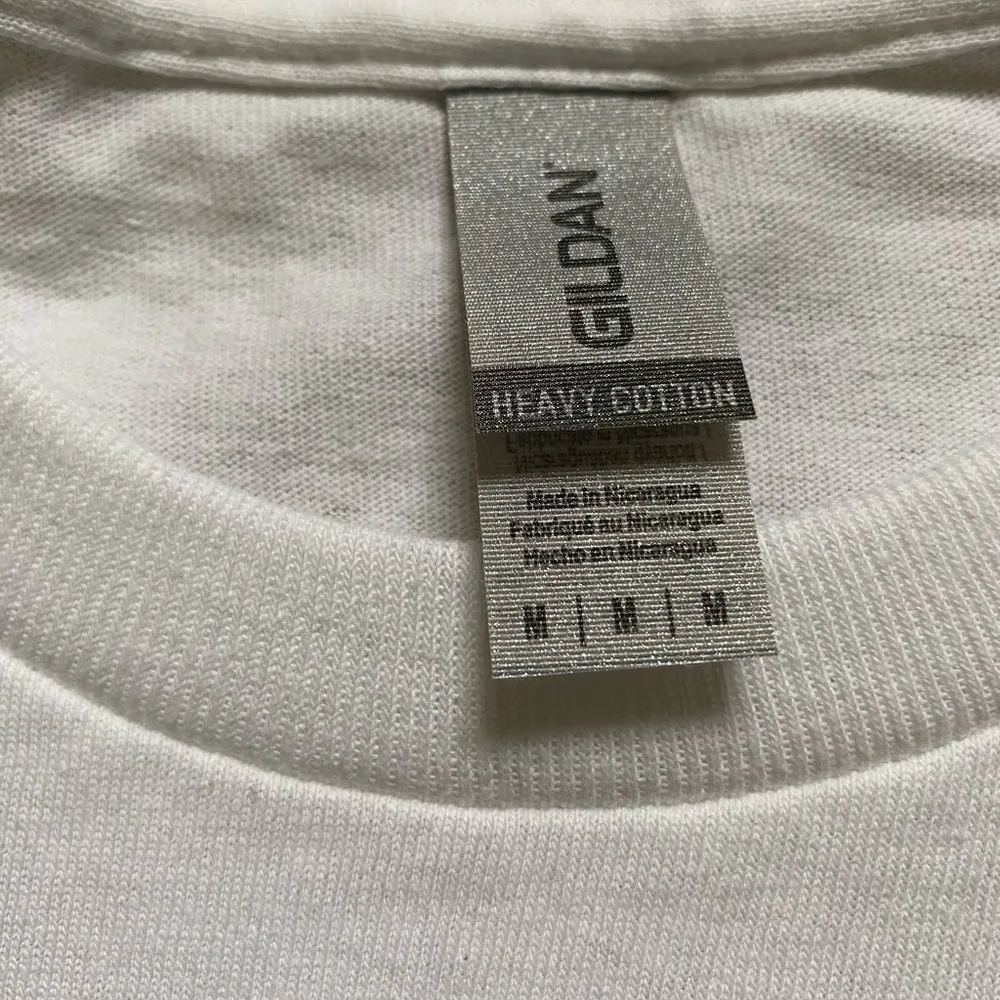 GILDAN
HEAVY COTTON
Made in Nicaragua
Fabriqué au Nicaragua
Hecho en Nicaragua
M | M | M